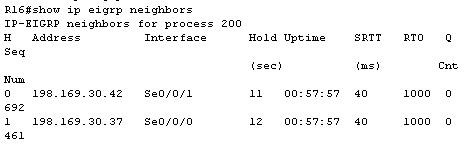 R16#show ip eigrp neighbors
IP-EIGRP neighbors for process 200
H Address Interface Hold Uptime SRTT RTO Q
Seq
(sec) (ms) Cnt
Num
0 198.169.30.42 Se0/0/1 11 00:57:57 40 1000 0
692
1 198.169.30.37 Se0/0/0 12 00:57:57 40 1000 0
461